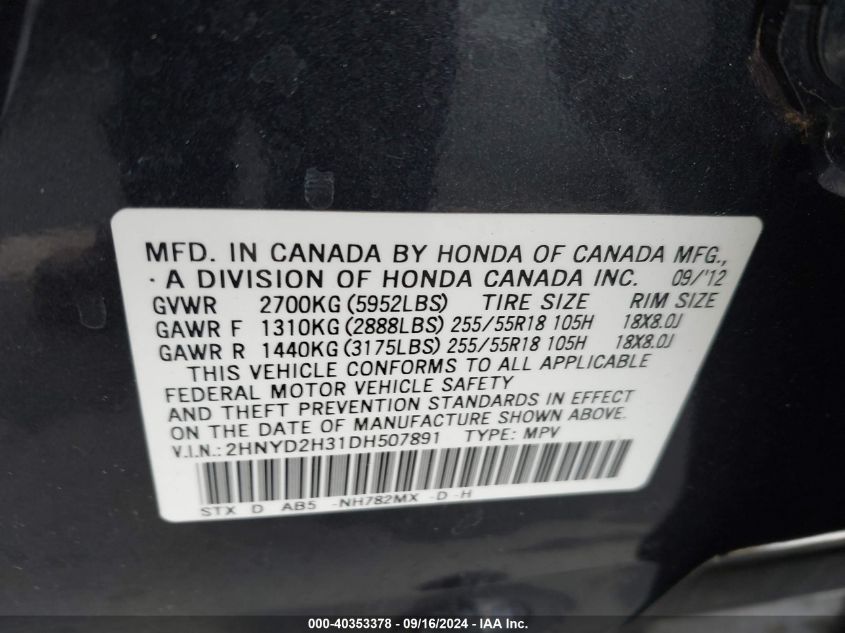 MFD. IN CANADA BY HONDA OF CANADA MFG.,
· A DIVISION OF HONDA CANADA INC. 09/'12
GVWR 2700KG (5952LBS) TIRE SIZE RIM SIZE
GAWR F 1310KG (2888LBS) 255/55R18 105H 18X8.0J
GAWR R 1440KG (3175LBS) 255/55R18 105H 18X8.0J
THIS VEHICLE CONFORMS TO ALL APPLICABLE
FEDERAL MOTOR VEHICLE SAFETY
AND THEFT PREVENTION STANDARDS IN EFFECT
ON THE DATE OF MANUFACTURE SHOWN ABOVE.
V.I.N.: 2HNYD2H31DH507891 TYPE: MPV
STX D AB5 -NH782MX -D -H
000-40353378 - 09/16/2024 - IAA Inc.